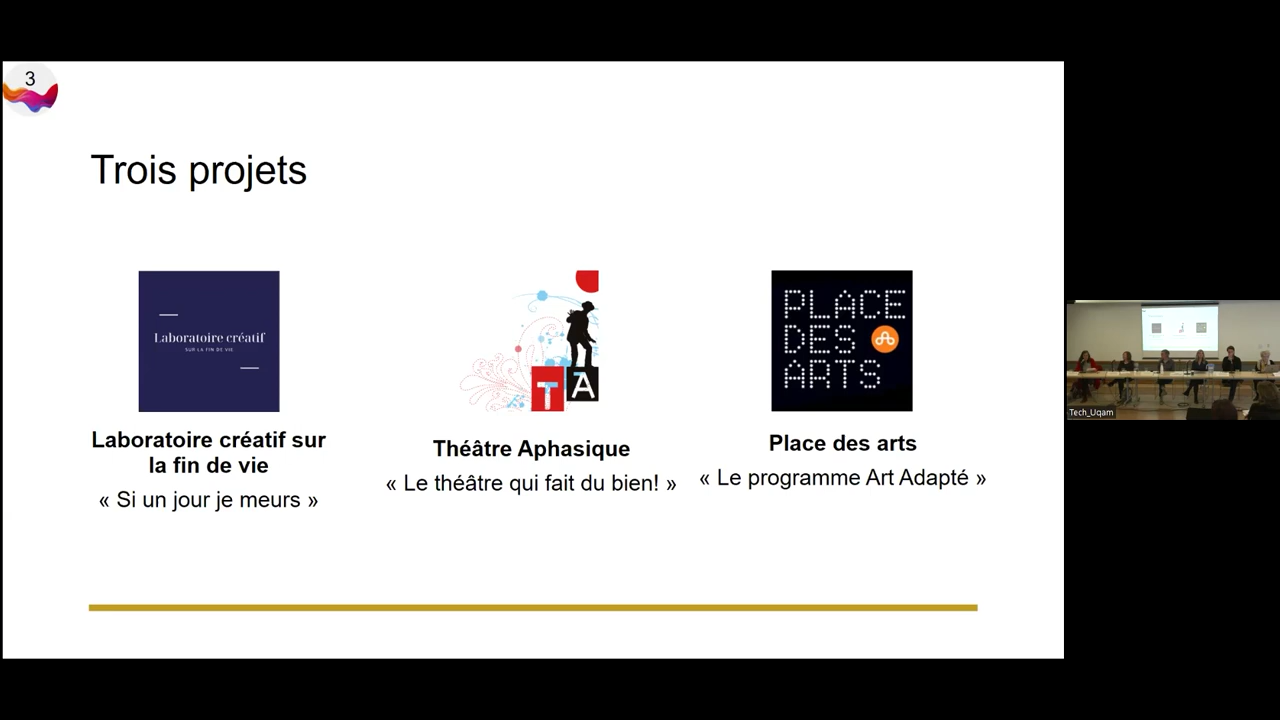 3
Trois projets
Laboratoire créatif
SUR LA FIN DE VIE
T A
PLACE
DES
ARTS
Laboratoire créatif sur
la fin de vie
« Si un jour je meurs »
Théâtre Aphasique
« Le théâtre qui fait du bien! »
Place des arts
« Le programme Art Adapté »
Tech_Uqam